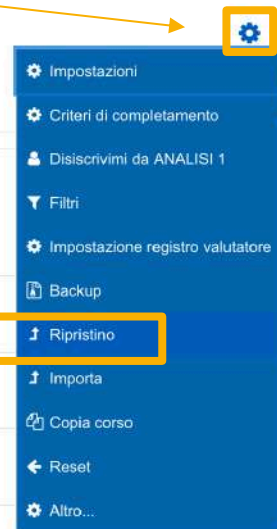 Impostazioni
Criteri di completamento
Disiscrivimi da ANALISI 1
Filtri
Impostazione registro valutatore
Backup
Ripristino
Importa
Copia corso
Reset
Altro...